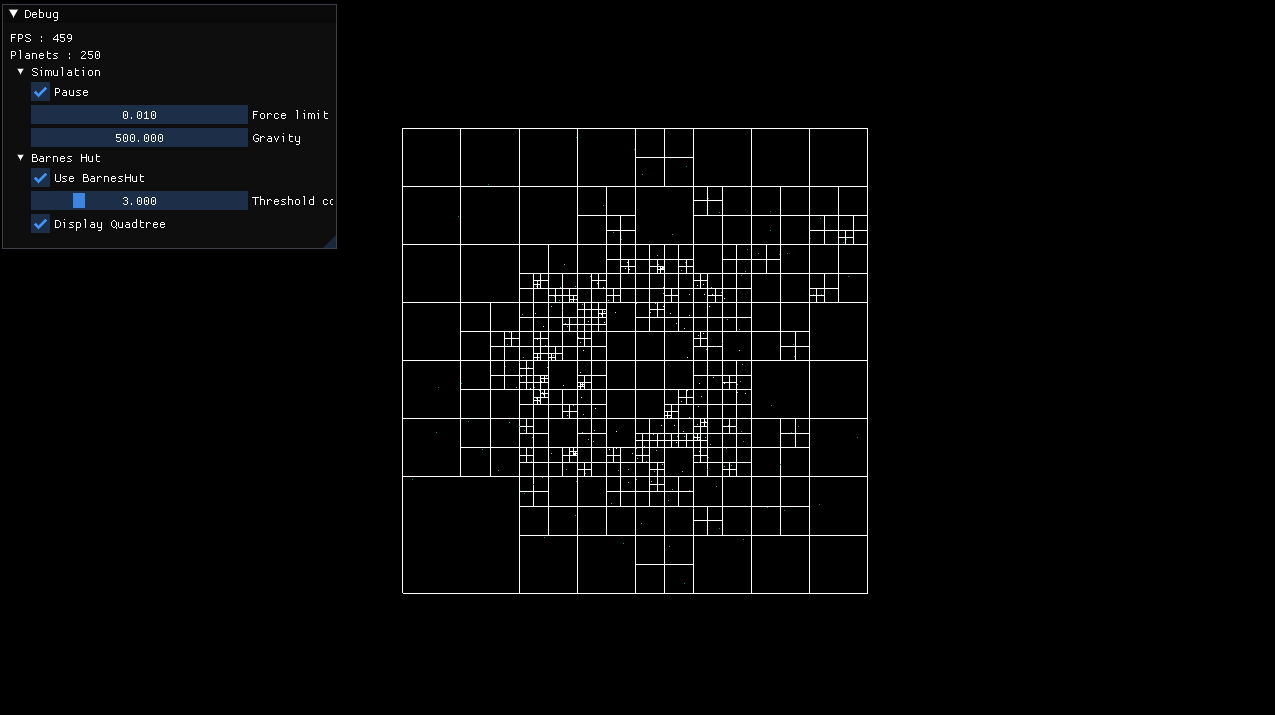 Debug
FPS : 459
Planets : 250
Simulation
Pause
0.010 Force limit
500.000 Gravity
Barnes Hut
Use BarnesHut
3.000 Threshold
Display Quadtree